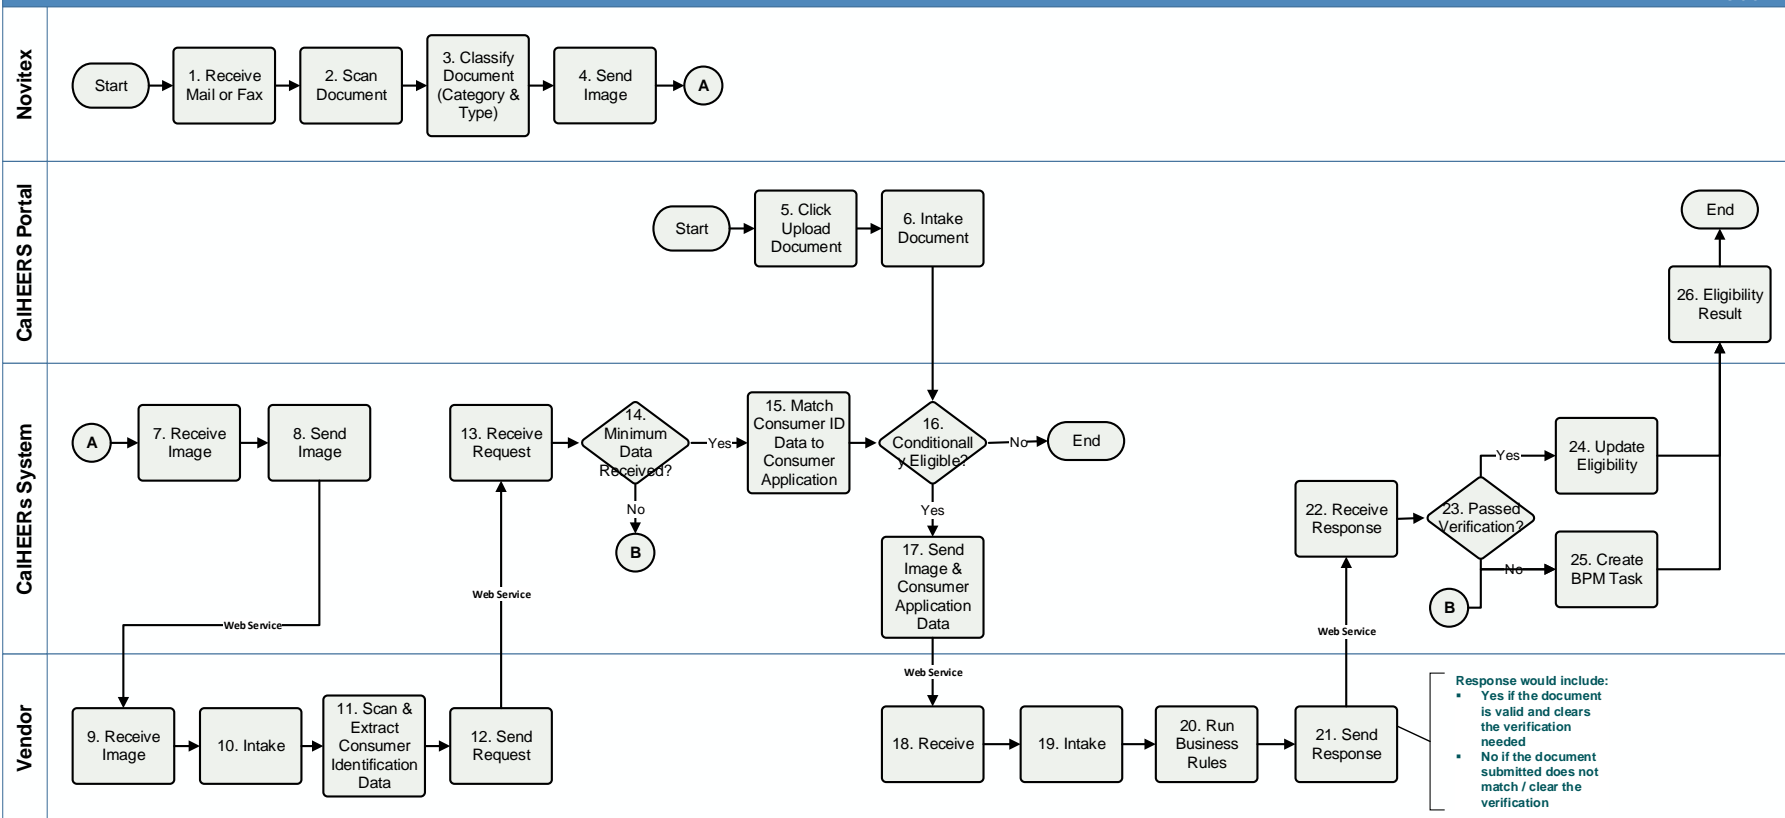 Novitex
Start
1. Receive
Mail or Fax
2. Scan
Document
3. Classify
Document
(Category &
Type)
4. Send
Image
A
CalHEERS Portal
Start
5. Click
Upload
Document
6. Intake
Document
End
26. Eligibility
Result
CalHEERs System
A
7. Receive
Image
8. Send
Image
Web Service
13. Receive
Request
Web Service
14.
Minimum
Data
Received?
Yes
No
B
15. Match
Consumer ID
Data to
Consumer
Application
16.
Conditionall
y Eligible?
No
End
Yes
17. Send
Image &
Consumer
Application
Data
Web Service
22. Receive
Response
Web Service
23. Passed
Verification?
Yes
No
B
24. Update
Eligibility
25. Create
BPM Task
Vendor
9. Receive
Image
10. Intake
11. Scan &
Extract
Consumer
Identification
Data
12. Send
Request
18. Receive
19. Intake
20. Run
Business
Rules
21. Send
Response
Response would include:
▪ Yes if the document
is valid and clears
the verification
needed
▪ No if the document
submitted does not
match / clear the
verification